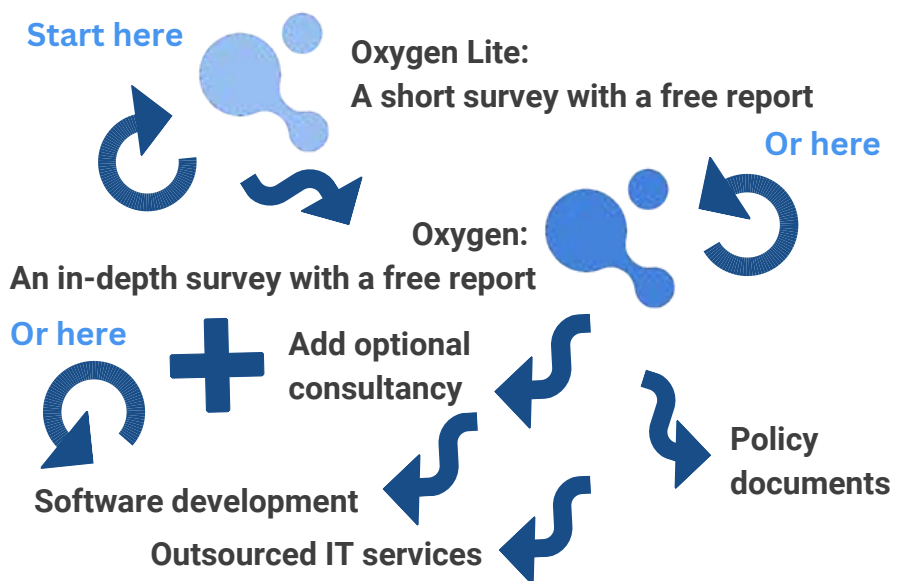 Start here
Oxygen Lite:
A short survey with a free report
Or here
Oxygen:
An in-depth survey with a free report
Or here
Add optional
consultancy
Policy
documents
Software development
Outsourced IT services